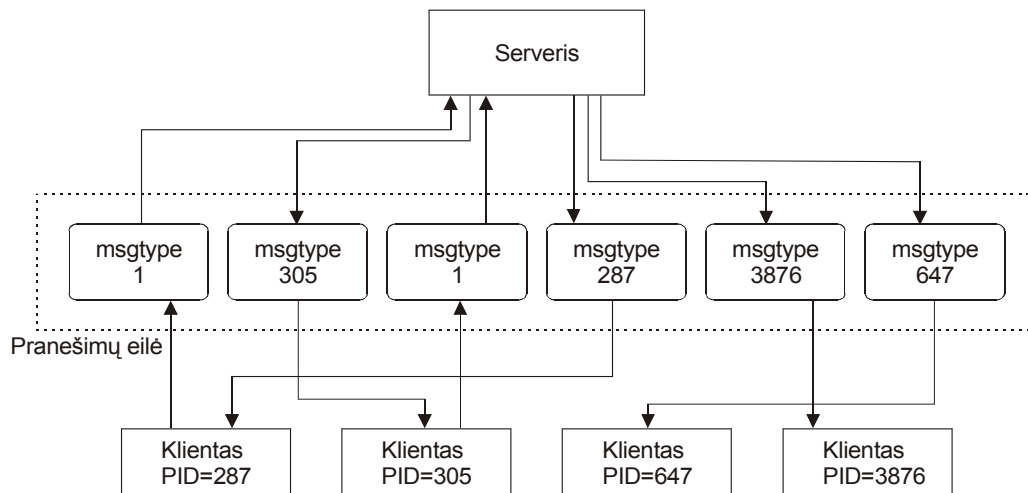 Serveris
msgtype
1
msgtype
305
msgtype
1
msgtype
287
msgtype
3876
msgtype
647
Pranešimų eilė
Klientas
PID=287
Klientas
PID=305
Klientas
PID=647
Klientas
PID=3876